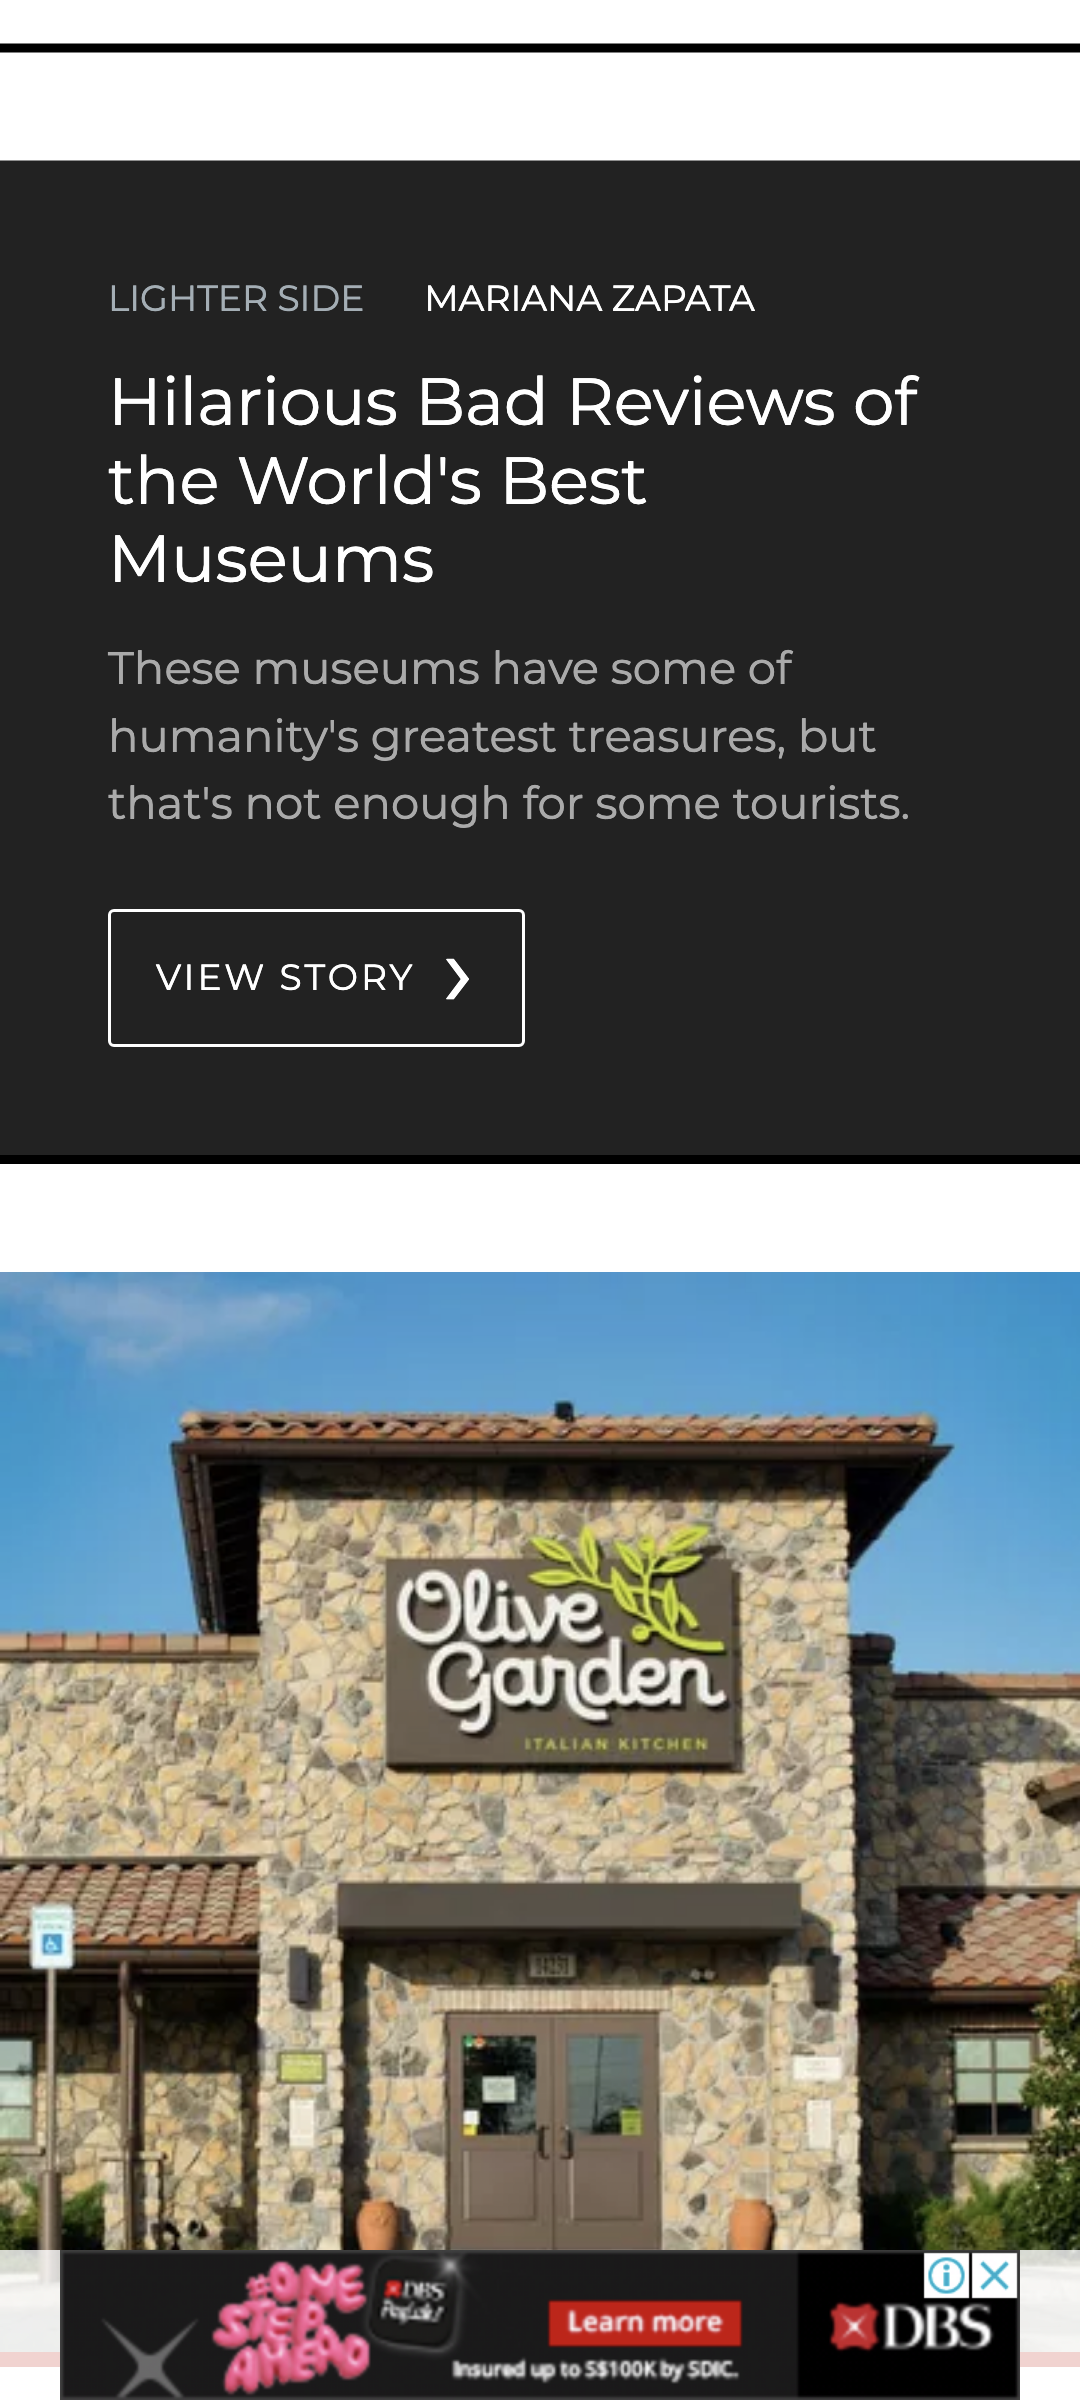 LIGHTER SIDE MARIANA ZAPATA
Hilarious Bad Reviews of
the World's Best
Museums
These museums have some of
humanity's greatest treasures, but
that's not enough for some tourists.
VIEW STORY
Olive
Garden
ITALIAN KITCHEN
#ONE
STEP
AHEAD
DBS
PayLah!
Learn more
Insured up to S$100K by SDIC.
DBS